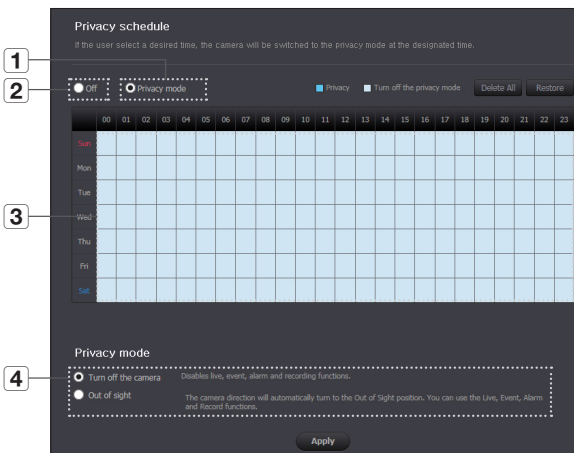 Privacy schedule
If the user select a desired time, the camera will be switched to the privacy mode at the designated time.
1
2
Off
Privacy mode
Privacy
Turn off the privacy mode
Delete All
Restore
00 01 02 03 04 05 06 07 08 09 10 11 12 13 14 15 16 17 18 19 20 21 22 23
Sun
Mon
Tue
3
Wed
Thu
Fri
Sat
Privacy mode
4
Turn off the camera
Disables live, event, alarm and recording functions.
Out of sight
The camera direction will automatically turn to the Out of Sight position. You can use the Live, Event, Alarm
and Record functions.
Apply